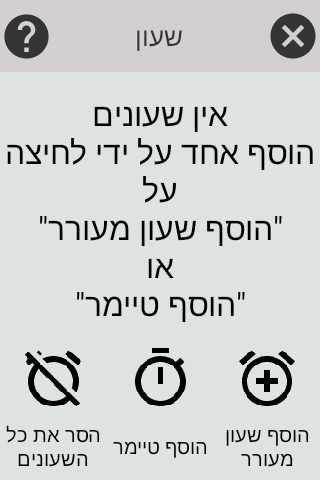 שעון
אין שעונים
הוסף אחד על ידי לחיצה
על
"הוסף שעון מעורר"
או
"הוסף טיימר"
הוסף שעון
מעורר
הוסף טיימר
הסר את כל
השעונים